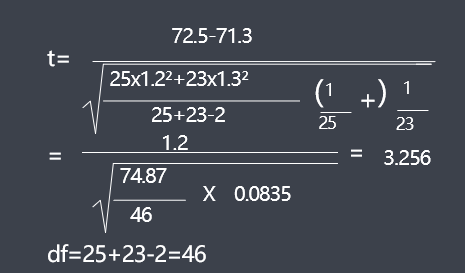 72.5-71.3
t=
25x1.2²+23x1.3²
25+23-2
(1 +) 1
25 23
1.2
=
74.87
46
X 0.0835
= 3.256
df=25+23-2=46